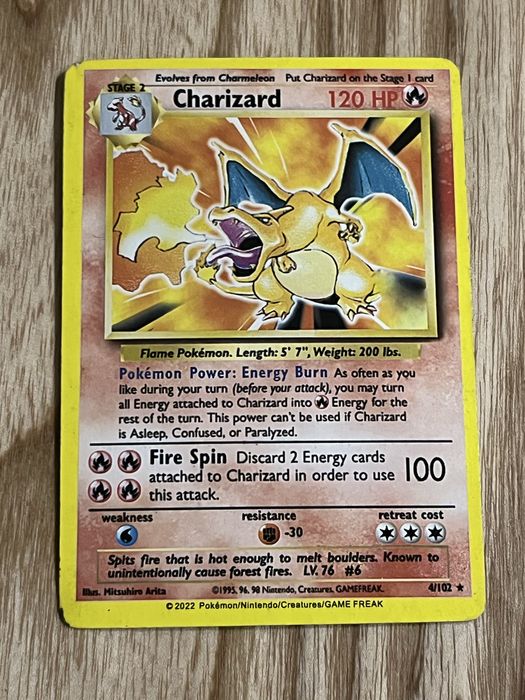 Evolves from Charmeleon Put Charizard on the Stage 1 card
STAGE 2
Charizard 120 HP
Flame Pokémon. Length: 5' 7", Weight: 200 lbs.
Pokémon Power: Energy Burn As often as you
like during your turn (before your attack), you may turn
all Energy attached to Charizard into Energy for the
rest of the turn. This power can't be used if Charizard
is Asleep, Confused, or Paralyzed.
Fire Spin Discard 2 Energy cards
attached to Charizard in order to use
this attack.
100
weakness resistance retreat cost
-30
Spits fire that is hot enough to melt boulders. Known to
unintentionally cause forest fires. LV. 76 #6
Illus. Mitsuhiro Arita ©1995, 96, 98 Nintendo, Creatures, GAMEFREAK. 4/102 ★
© 2022 Pokémon/Nintendo/Creatures/GAME FREAK